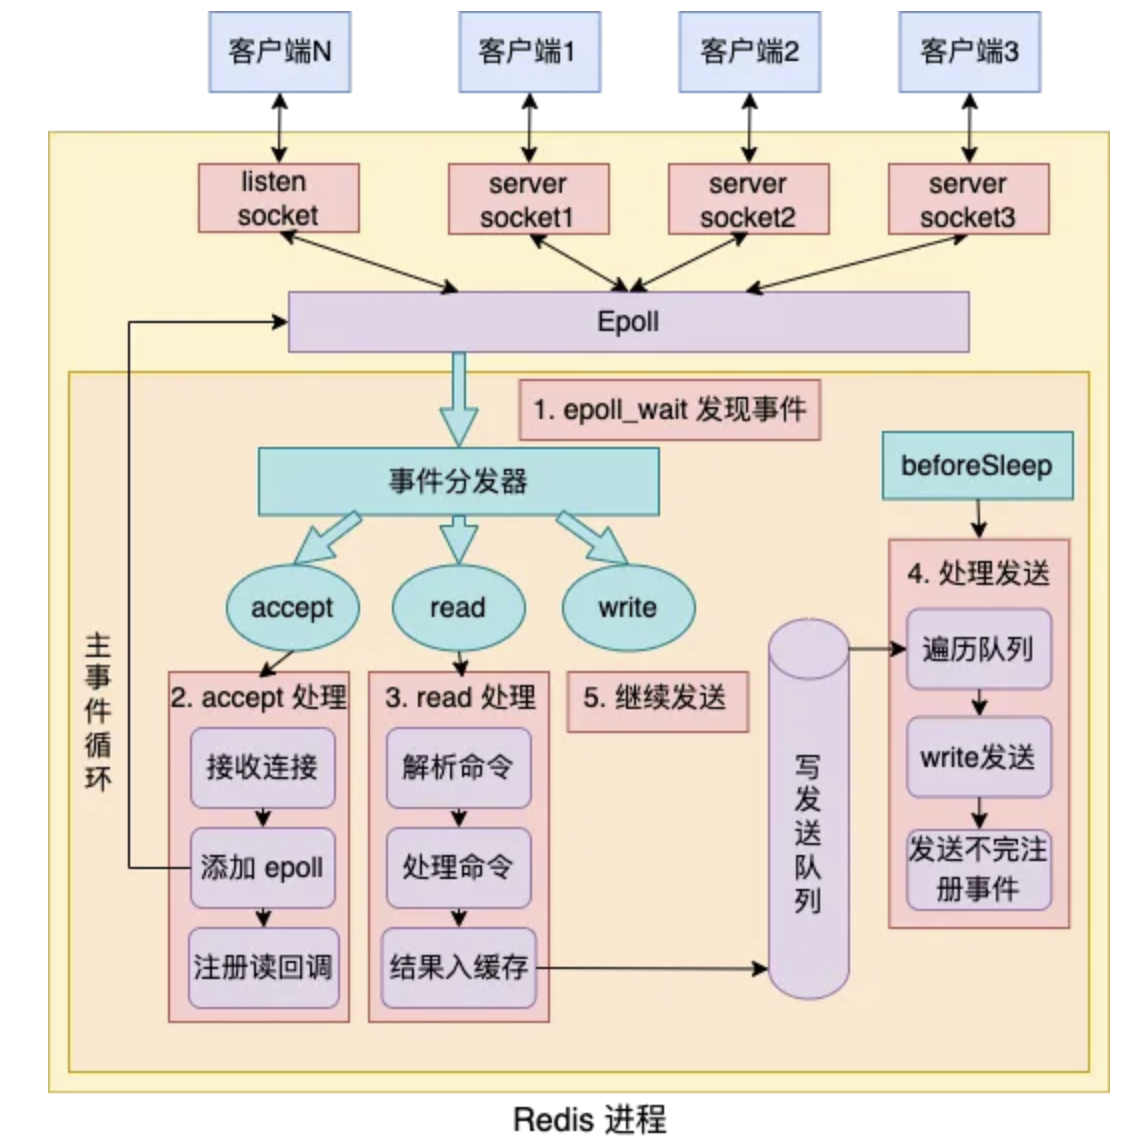 客户端N
客户端1
客户端2
客户端3
listen
socket
server
socket1
server
socket2
server
socket3
Epoll
1. epoll_wait 发现事件
事件分发器
beforeSleep
accept
read
write
主事件循环
2. accept 处理
接收连接
添加 epoll
注册读回调
3. read 处理
解析命令
处理命令
结果入缓存
5. 继续发送
写发送队列
4. 处理发送
遍历队列
write发送
发送不完注
册事件
Redis 进程